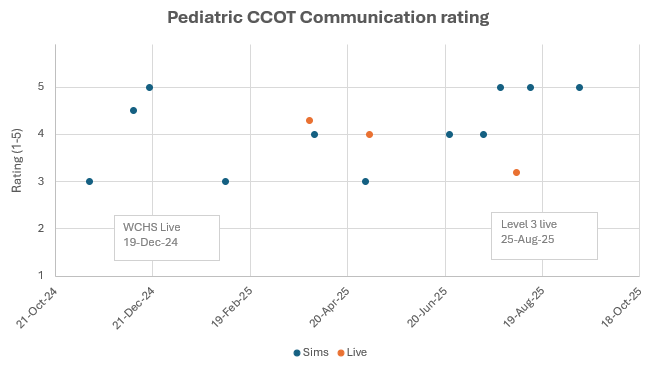 Pediatric CCOT Communication rating
Rating (1-5)
5
4
3
2
1
WCHS Live
19-Dec-24
Level 3 live
25-Aug-25
21-Oct-24
21-Dec-24
19-Feb-25
20-Apr-25
20-Jun-25
19-Aug-25
18-Oct-25
Sims
Live